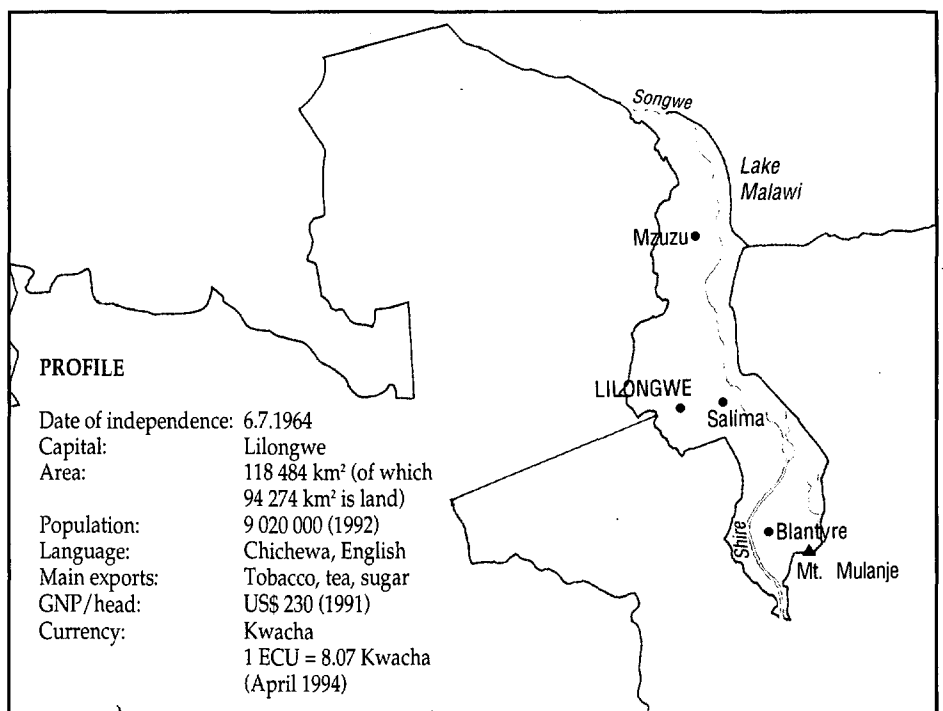 Songwe
Lake
Malawi
Mzuzu
LILONGWE
Salima
Shire
Blantyre
Mt. Mulanje
PROFILE
Date of independence: 6.7.1964
Capital: Lilongwe
Area: 118 484 km² (of which
94 274 km² is land)
Population: 9 020 000 (1992)
Language: Chichewa, English
Main exports: Tobacco, tea, sugar
GNP/head: US$ 230 (1991)
Currency: Kwacha
1 ECU = 8.07 Kwacha
(April 1994)